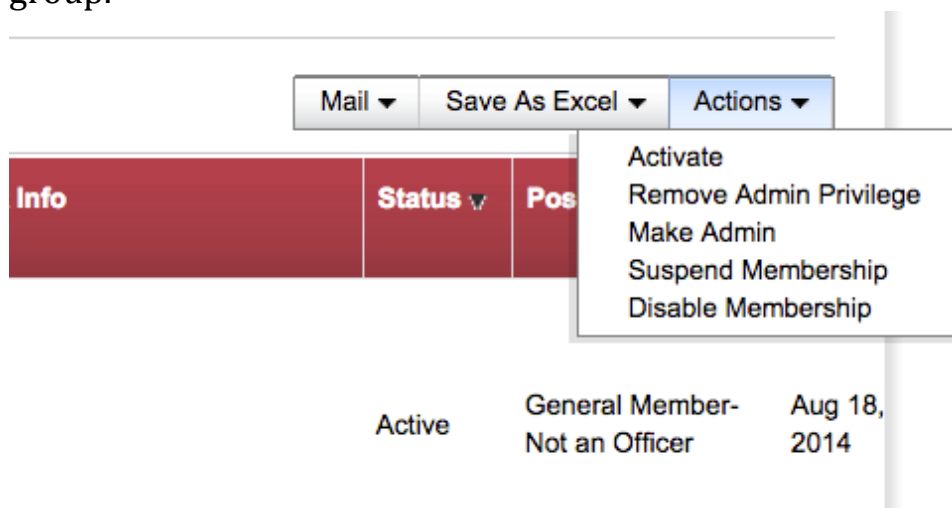 group.
Mail Save As Excel Actions
Activate
Info Status Pos Remove Admin Privilege
Make Admin
Suspend Membership
Disable Membership
General Member- Aug 18,
Active
Not an Officer 2014